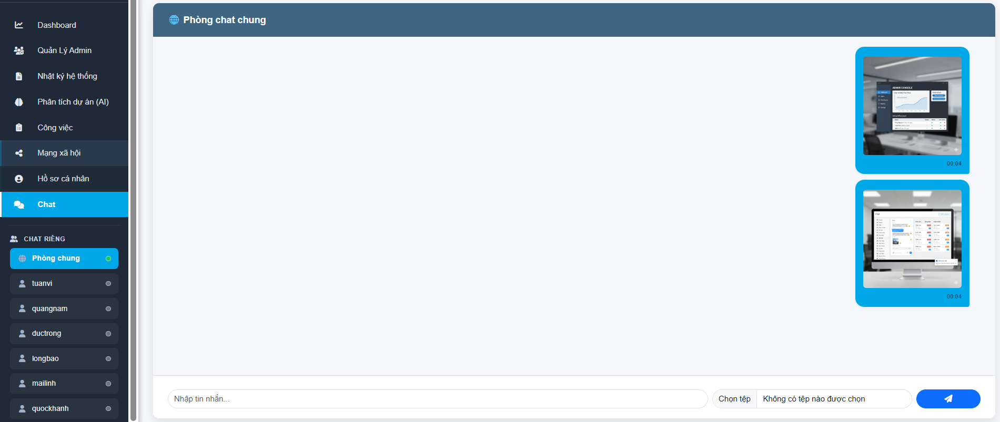 Dashboard
Quản Lý Admin
Nhật ký hệ thống
Phân tích dự án (AI)
Công việc
Mạng xã hội
Hồ sơ cá nhân
Chat
CHAT RIÊNG
Phòng chung
tuanvi
quangnam
ductrong
longbao
mailinh
quockhanh
Phòng chat chung
ADMIN CONSOLE
00:04
Chat
00:04
Nhập tin nhắn...
Chọn tệp
Không có tệp nào được chọn